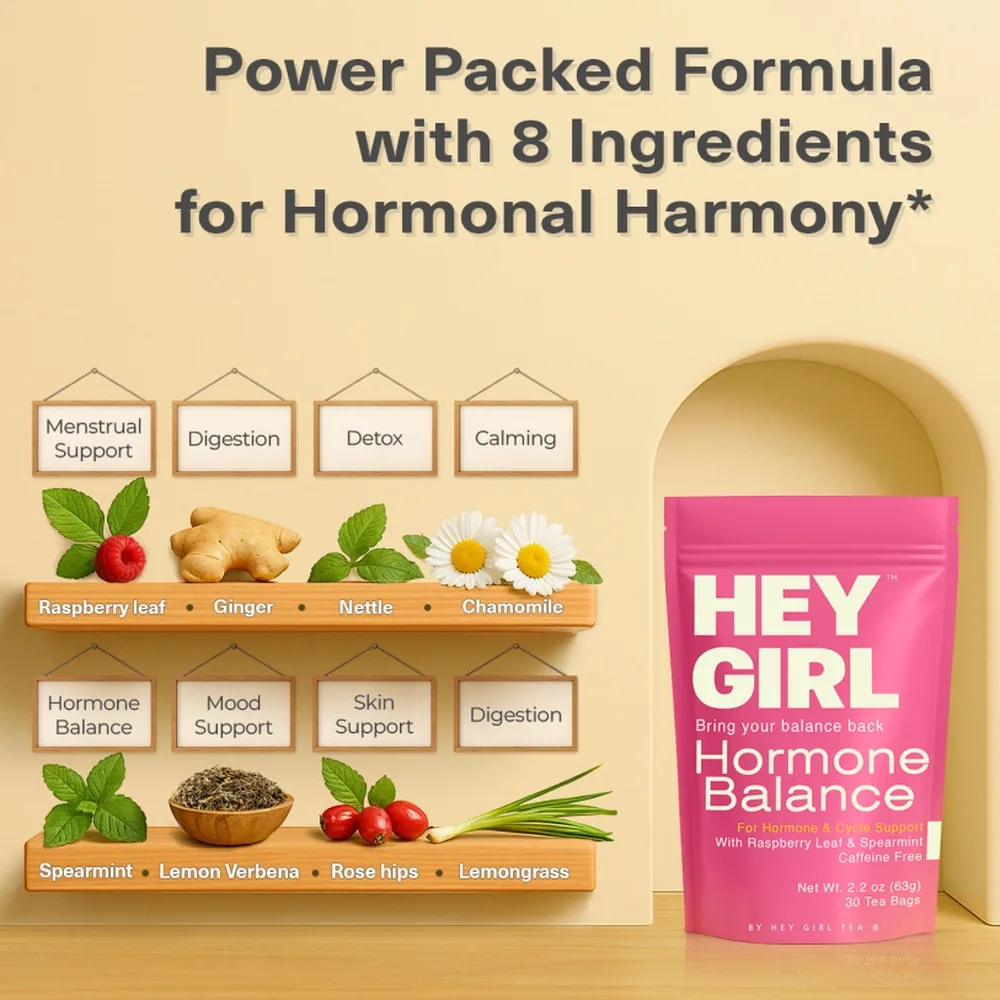 Power Packed Formula
with 8 Ingredients
for Hormonal Harmony*
Menstrual
Support
Digestion
Detox
Calming
Raspberry leaf • Ginger • Nettle • Chamomile
Hormone
Balance
Mood
Support
Skin
Support
Digestion
Spearmint • Lemon Verbena • Rose hips • Lemongrass
HEY™
GIRL
Bring your balance back
Hormone
Balance
For Hormone & Cycle Support
With Raspberry Leaf & Spearmint
Caffeine Free
Net Wt. 2.2 oz (63g)
30 Tea Bags
BY HEY GIRL TEA ®